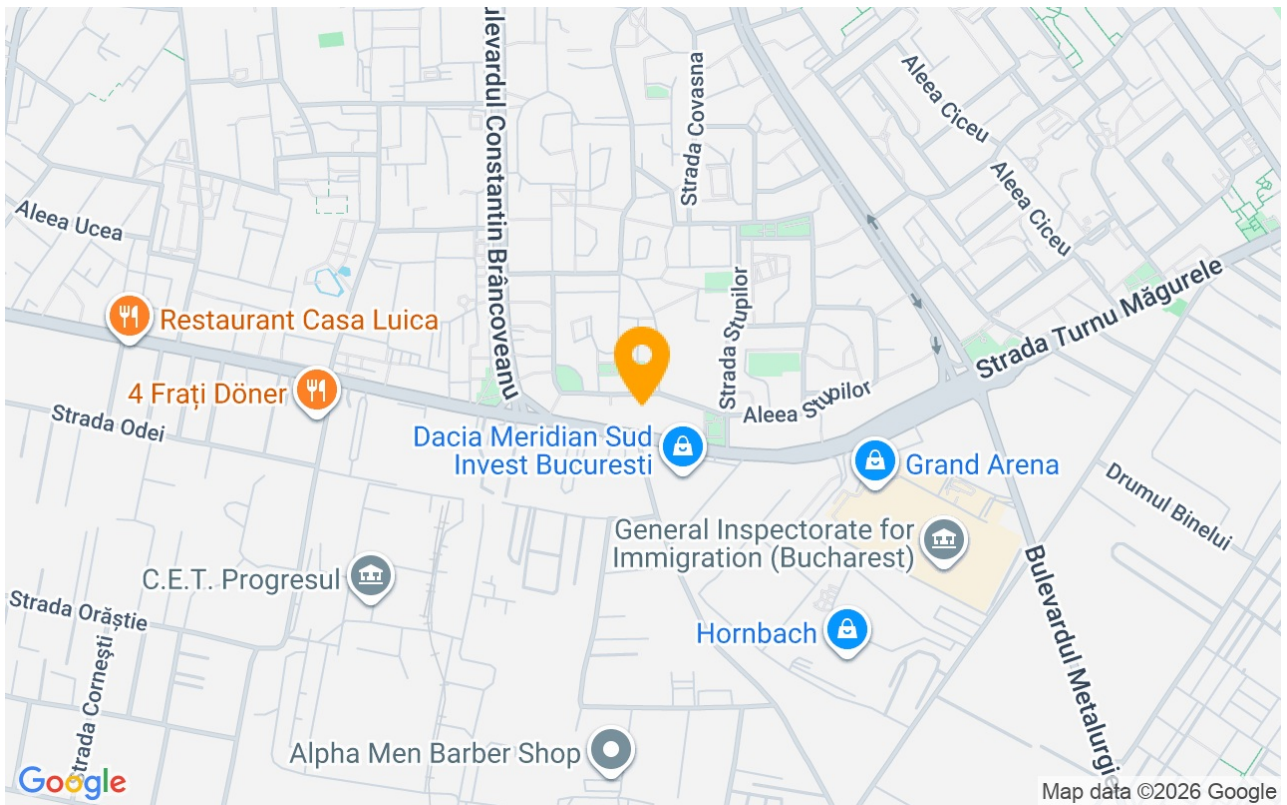 ulevardul Constantin Brâncoveanu
Strada Covasna
Aleea Ciceu
Aleea Ciceu
Aleea Ucea
Restaurant Casa Luica
Strada Turnu Măgurele
Strada Stupilor
4 Frați Döner
Aleea Stupilor
Strada Odei
Dacia Meridian Sud
Invest Bucuresti
Grand Arena
Drumul Binelui
General Inspectorate for
Immigration (Bucharest)
C.E.T. Progresul
Strada Orăștie
Hornbach
Bulevardul Metalurgie
Strada Cornești
Alpha Men Barber Shop
Google
Map data ©2026 Google